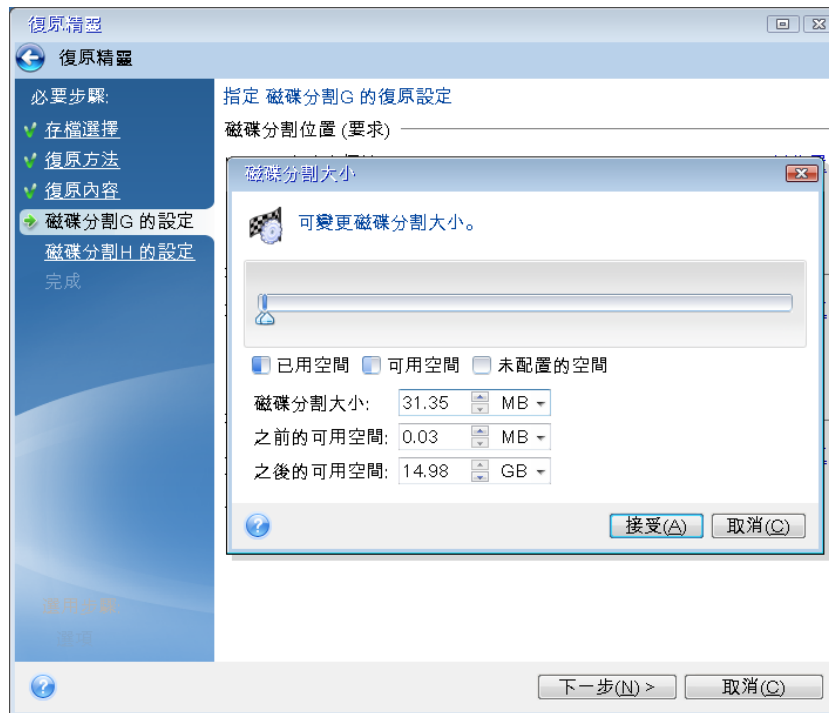 復原精靈
復原精靈
必要步驟:
存檔選擇
復原方法
復原內容
磁碟分割G 的設定
磁碟分割H 的設定
完成
指定 磁碟分割G 的復原設定
磁碟分割位置 (要求)
磁碟分割大小
可變更磁碟分割大小。
已用空間 可用空間 未配置的空間
磁碟分割大小: 31.35 MB
之前的可用空間: 0.03 MB
之後的可用空間: 14.98 GB
接受(A) 取消(C)
下一步(N) > 取消(C)